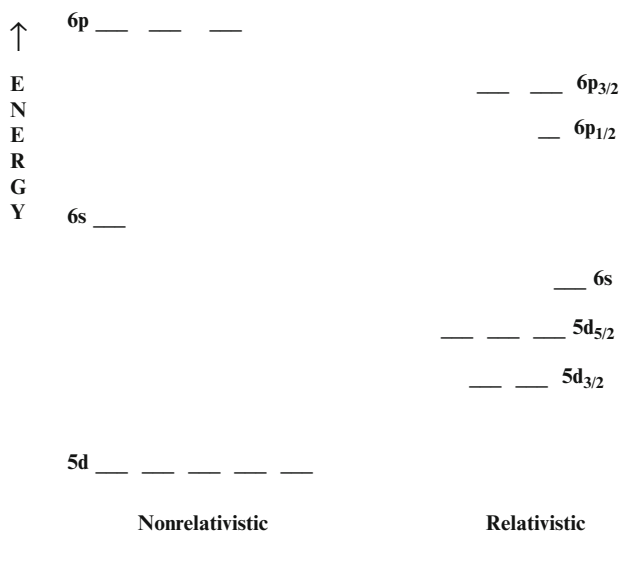 6p
↑
E
N
E
R
G
Y
6s
5d
Nonrelativistic
6p3/2
6p1/2
6s
5d5/2
5d3/2
Relativistic